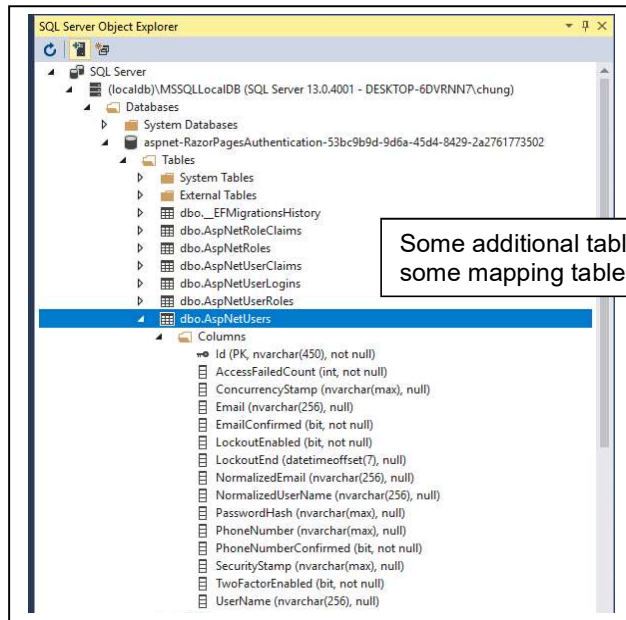 SQL Server Object Explorer
SQL Server
(localdb)\MSSQLLocalDB (SQL Server 13.0.4001 - DESKTOP-6DVRNN7\chung)
Databases
System Databases
aspnet-RazorPagesAuthentication-53bc9b9d-9d6a-45d4-8429-2a2761773502
Tables
System Tables
External Tables
dbo.__EFMigrationsHistory
dbo.AspNetRoleClaims
dbo.AspNetRoles
dbo.AspNetUserClaims
dbo.AspNetUserLogins
dbo.AspNetUserRoles
Some additional tabl
some mapping table
dbo.AspNetUsers
Columns
Id (PK, nvarchar(450), not null)
AccessFailedCount (int, not null)
ConcurrencyStamp (nvarchar(max), null)
Email (nvarchar(256), null)
EmailConfirmed (bit, not null)
LockoutEnabled (bit, not null)
LockoutEnd (datetimeoffset(7), null)
NormalizedEmail (nvarchar(256), null)
NormalizedUserName (nvarchar(256), null)
PasswordHash (nvarchar(max), null)
PhoneNumber (nvarchar(max), null)
PhoneNumberConfirmed (bit, not null)
SecurityStamp (nvarchar(max), null)
TwoFactorEnabled (bit, not null)
UserName (nvarchar(256), null)